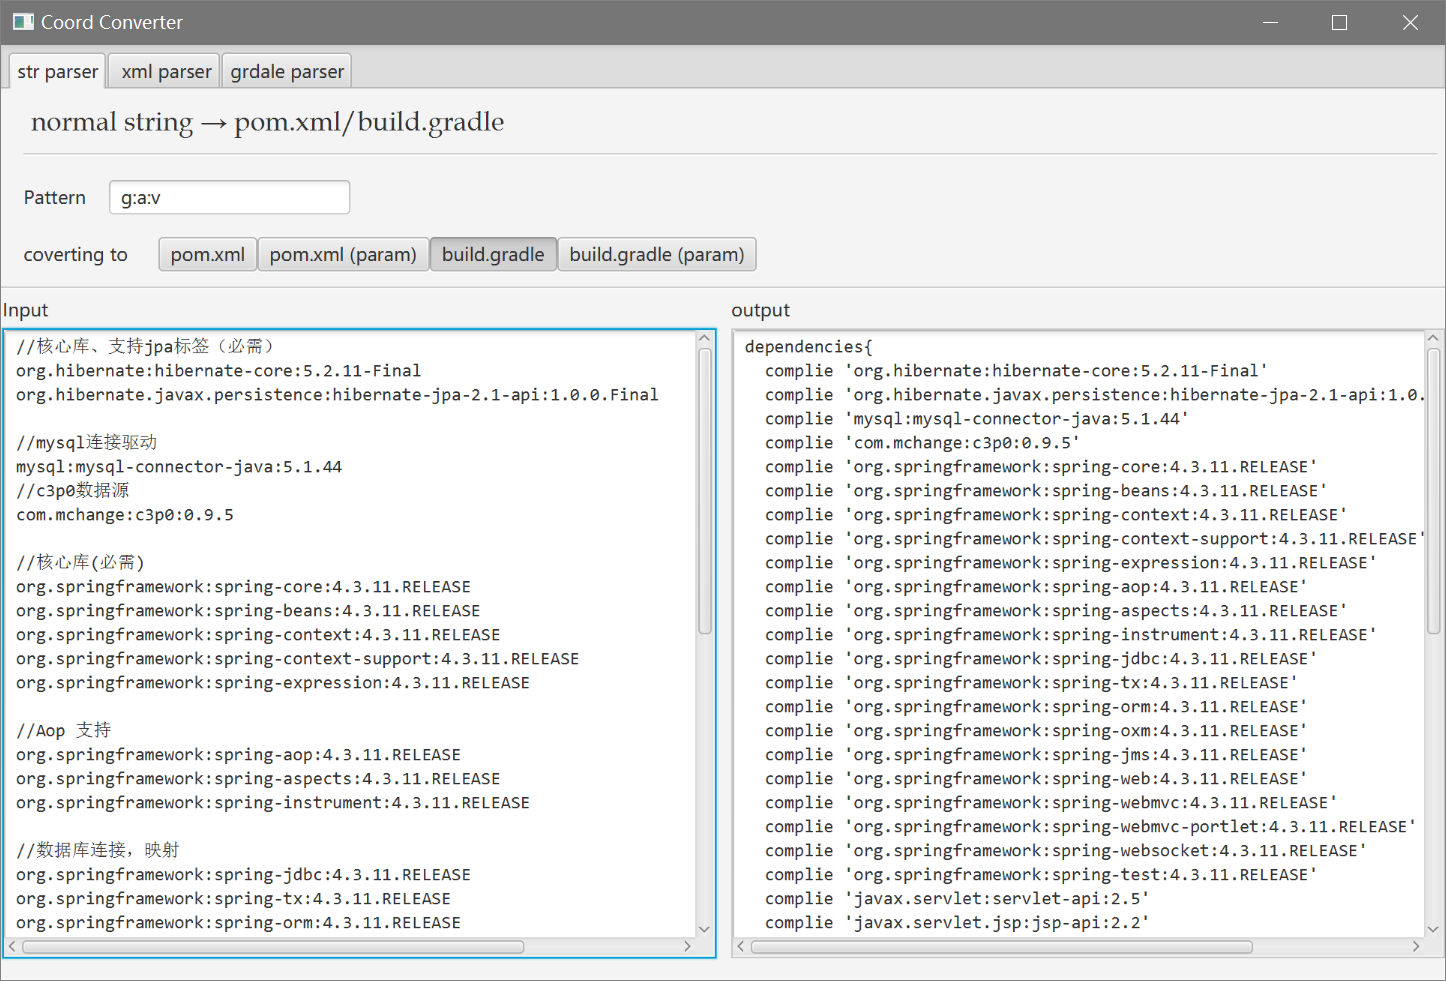 Coord Converter
str parser
xml parser
grdale parser
normal string → pom.xml/build.gradle
Pattern
g:a:v
coverting to
pom.xml
pom.xml (param)
build.gradle
build.gradle (param)
Input
//核心库、支持jpa标签（必需）
org.hibernate:hibernate-core:5.2.11-Final
org.hibernate.javax.persistence:hibernate-jpa-2.1-api:1.0.0.Final
//mysql连接驱动
mysql:mysql-connector-java:5.1.44
//c3p0数据源
com.mchange:c3p0:0.9.5
//核心库(必需)
org.springframework:spring-core:4.3.11.RELEASE
org.springframework:spring-beans:4.3.11.RELEASE
org.springframework:spring-context:4.3.11.RELEASE
org.springframework:spring-context-support:4.3.11.RELEASE
org.springframework:spring-expression:4.3.11.RELEASE
//Aop 支持
org.springframework:spring-aop:4.3.11.RELEASE
org.springframework:spring-aspects:4.3.11.RELEASE
org.springframework:spring-instrument:4.3.11.RELEASE
//数据库连接，映射
org.springframework:spring-jdbc:4.3.11.RELEASE
org.springframework:spring-tx:4.3.11.RELEASE
org.springframework:spring-orm:4.3.11.RELEASE
output
dependencies{
complie 'org.hibernate:hibernate-core:5.2.11-Final'
complie 'org.hibernate.javax.persistence:hibernate-jpa-2.1-api:1.0.
complie 'mysql:mysql-connector-java:5.1.44'
complie 'com.mchange:c3p0:0.9.5'
complie 'org.springframework:spring-core:4.3.11.RELEASE'
complie 'org.springframework:spring-beans:4.3.11.RELEASE'
complie 'org.springframework:spring-context:4.3.11.RELEASE'
complie 'org.springframework:spring-context-support:4.3.11.RELEASE'
complie 'org.springframework:spring-expression:4.3.11.RELEASE'
complie 'org.springframework:spring-aop:4.3.11.RELEASE'
complie 'org.springframework:spring-aspects:4.3.11.RELEASE'
complie 'org.springframework:spring-instrument:4.3.11.RELEASE'
complie 'org.springframework:spring-jdbc:4.3.11.RELEASE'
complie 'org.springframework:spring-tx:4.3.11.RELEASE'
complie 'org.springframework:spring-orm:4.3.11.RELEASE'
complie 'org.springframework:spring-oxm:4.3.11.RELEASE'
complie 'org.springframework:spring-jms:4.3.11.RELEASE'
complie 'org.springframework:spring-web:4.3.11.RELEASE'
complie 'org.springframework:spring-webmvc:4.3.11.RELEASE'
complie 'org.springframework:spring-webmvc-portlet:4.3.11.RELEASE'
complie 'org.springframework:spring-websocket:4.3.11.RELEASE'
complie 'org.springframework:spring-test:4.3.11.RELEASE'
complie 'javax.servlet:servlet-api:2.5'
complie 'javax.servlet.jsp:jsp-api:2.2'